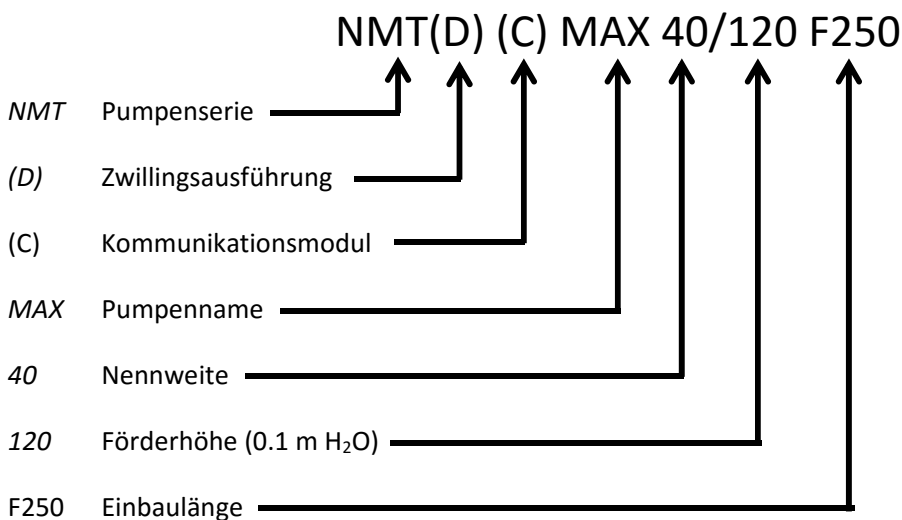 NMT(D) (C) MAX 40/120 F250
NMT Pumpenserie
(D) Zwillingsausführung
(C) Kommunikationsmodul
MAX Pumpenname
40 Nennweite
120 Förderhöhe (0.1 m H₂O)
F250 Einbaulänge